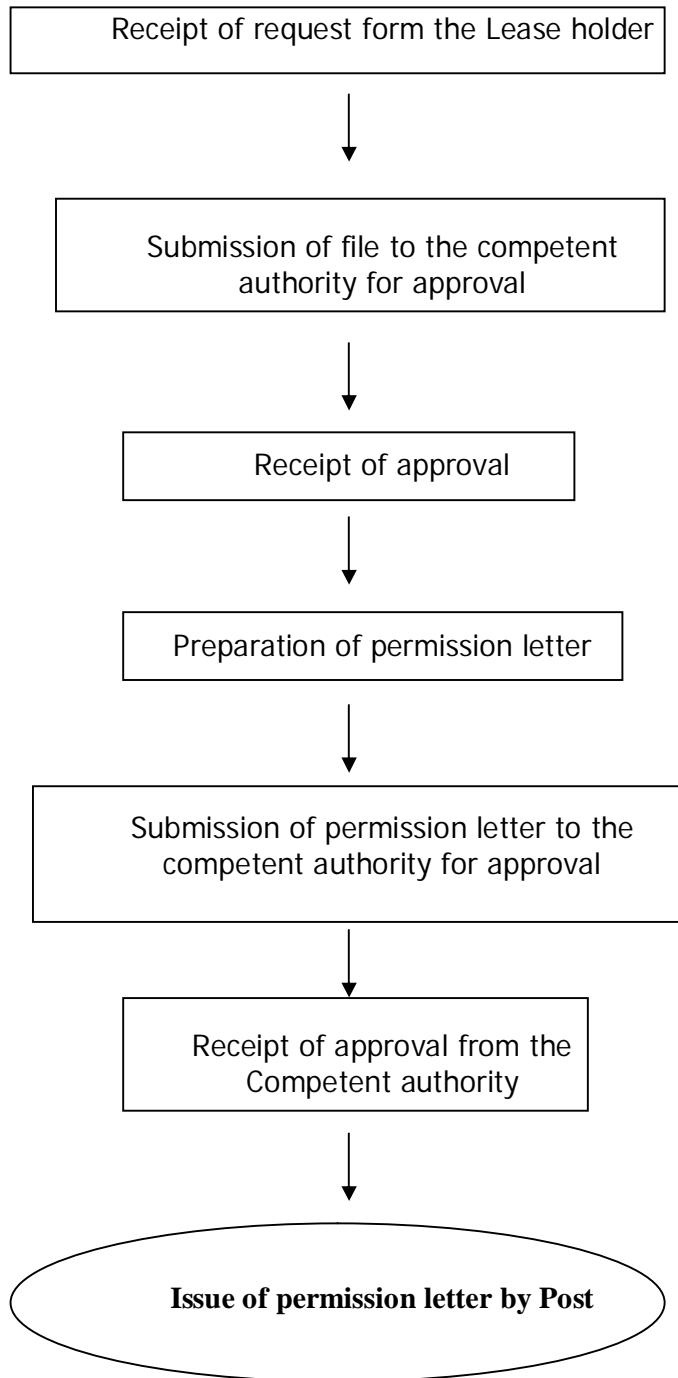 Receipt of request form the Lease holder
Submission of file to the competent
authority for approval
Receipt of approval
Preparation of permission letter
Submission of permission letter to the
competent authority for approval
Receipt of approval from the
Competent authority
Issue of permission letter by Post